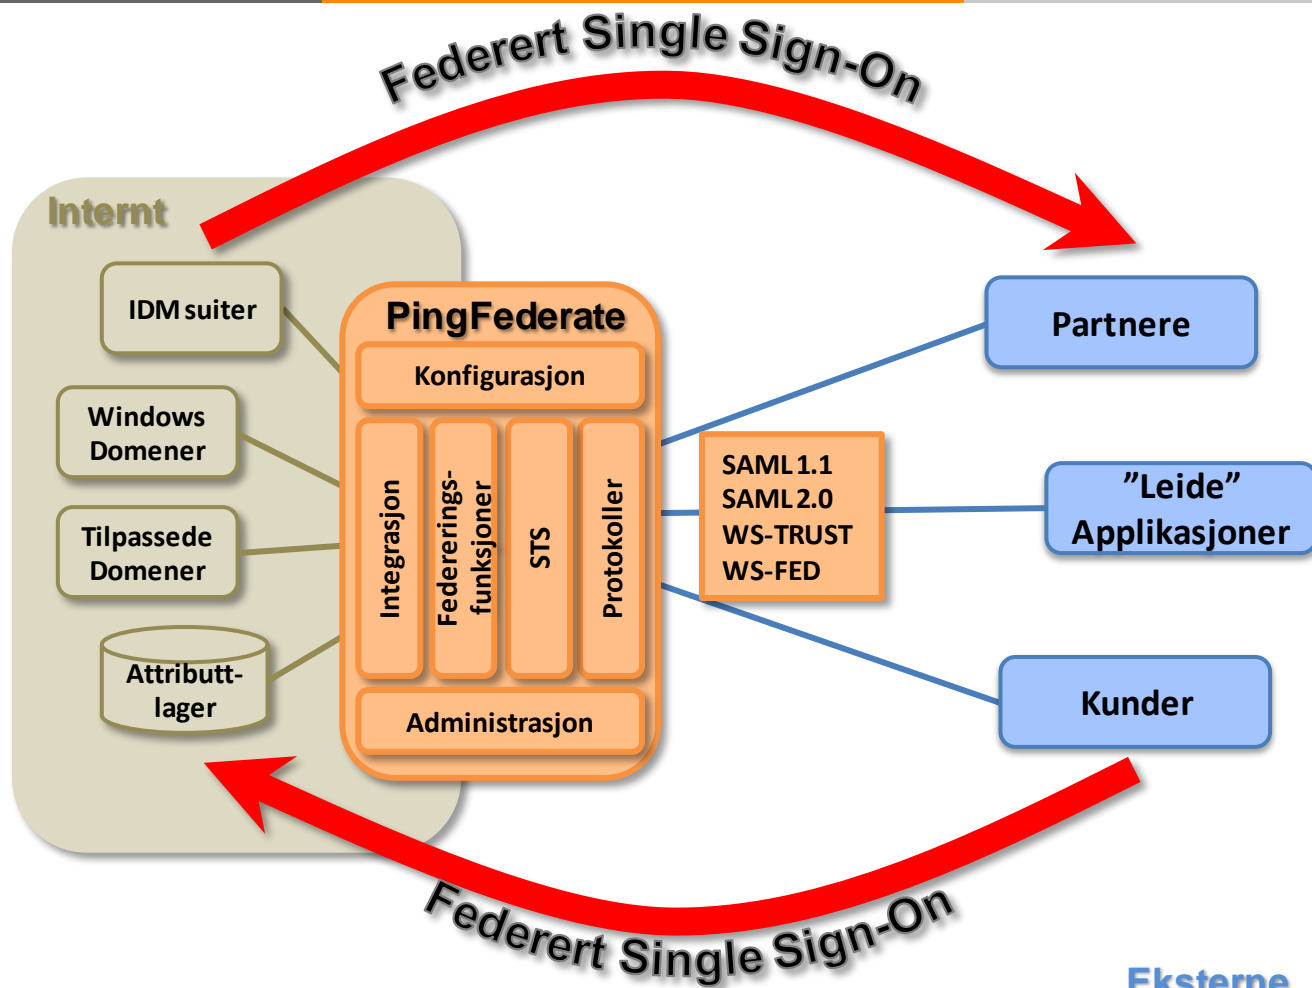 Federert Single Sign-On
Internt
IDM suiter
Windows
Domener
Tilpassede
Domener
Attributt-
lager
PingFederate
Konfigurasjon
Integrasjon
Federerings-
funksjoner
STS
Protokoller
Administrasjon
SAML 1.1
SAML 2.0
WS-TRUST
WS-FED
Partnere
”Leide”
Applikasjoner
Kunder
Federert Single Sign-On
Eksterne